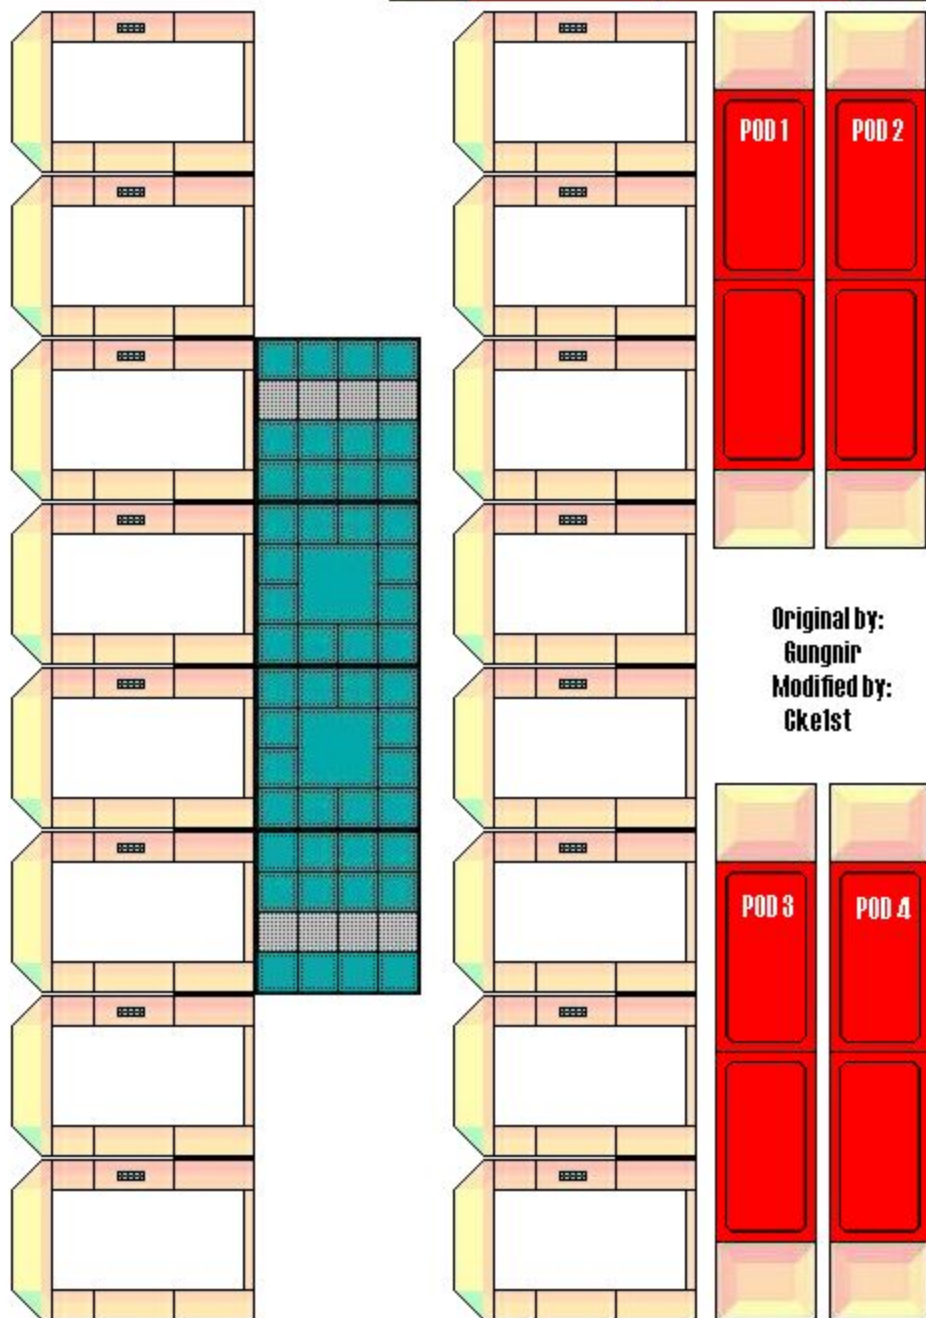 POD 1
POD 2
Original by:
Gungnir
Modified by:
Cke1st
POD 3
POD 4